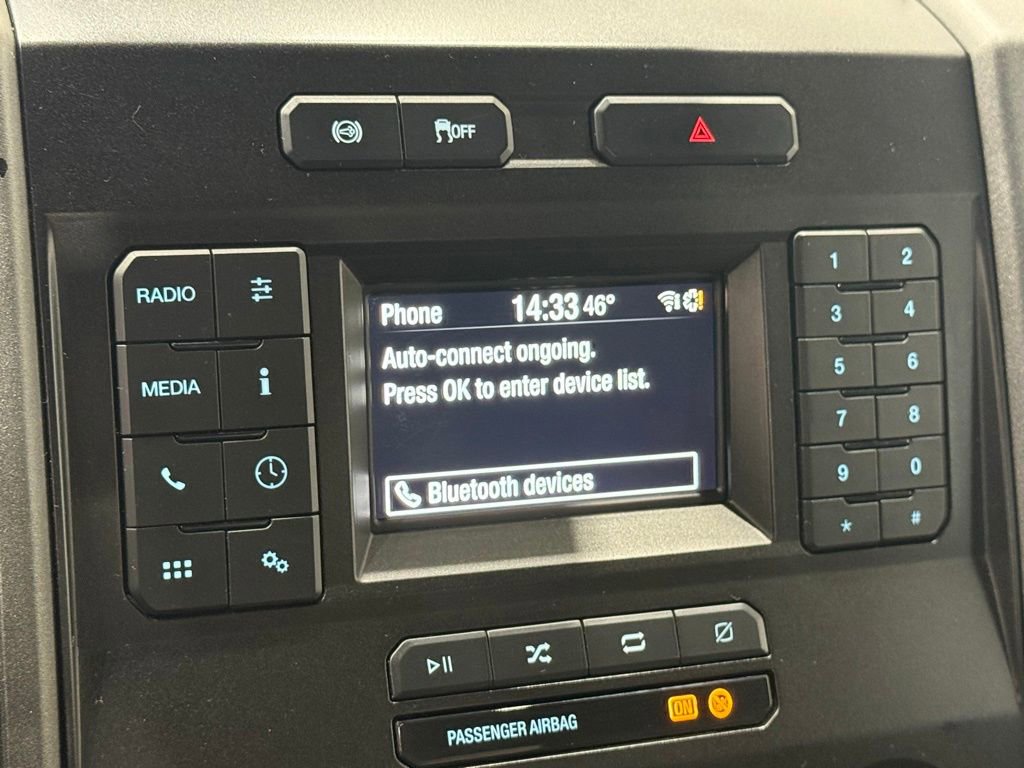 OFF
RADIO
MEDIA
i
Phone 14:33 46°
Auto-connect ongoing.
Press OK to enter device list.
Bluetooth devices
1 2
3 4
5 6
7 8
9 0
* #
PASSENGER AIRBAG ON